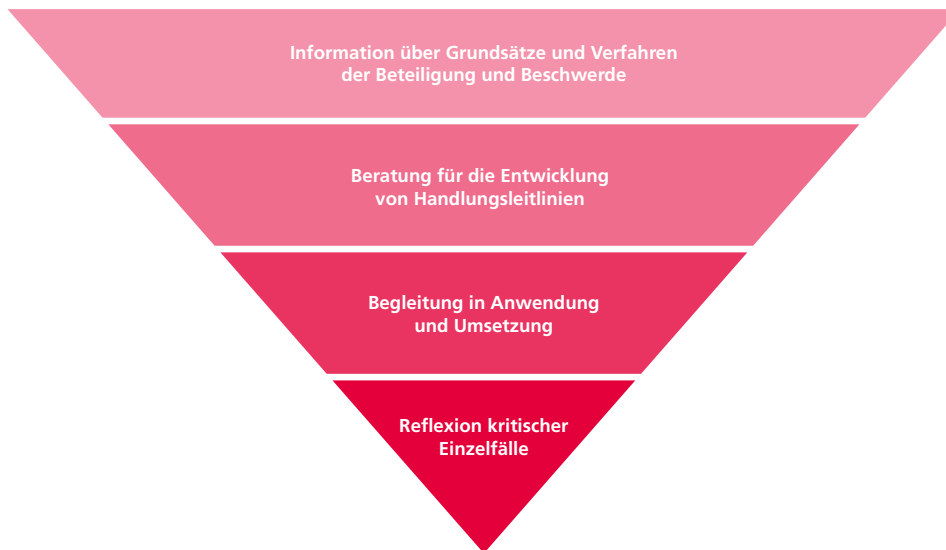 Information über Grundsätze und Verfahren
der Beteiligung und Beschwerde
Beratung für die Entwicklung
von Handlungsleitlinien
Begleitung in Anwendung
und Umsetzung
Reflexion kritischer
Einzelfälle